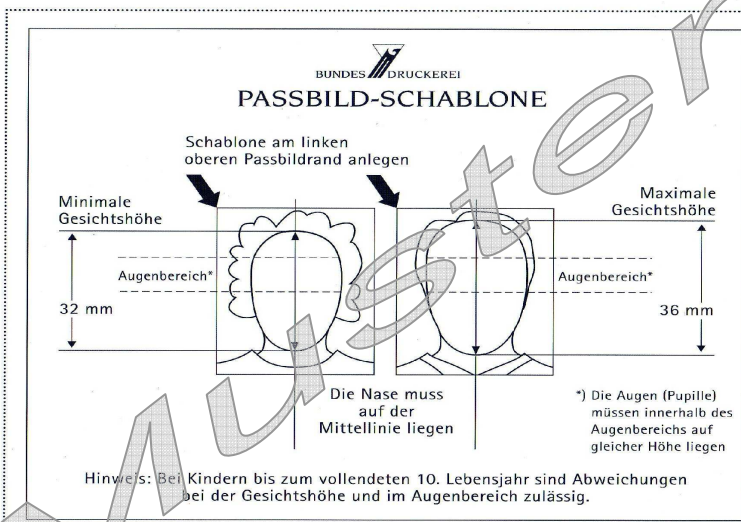 BUNDES DRUCKEREI
PASSBILD-SCHABLONE
Schablone am linken
oberen Passbildrand anlegen
Minimale
Gesichtshöhe
Maximale
Gesichtshöhe
Augenbereich*
Augenbereich*
32 mm
36 mm
Die Nase muss
auf der
Mittellinie liegen
*) Die Augen (Pupille)
müssen innerhalb des
Augenbereichs auf
gleicher Höhe liegen
Hinweis: Bei Kindern bis zum vollendeten 10. Lebensjahr sind Abweichungen
bei der Gesichtshöhe und im Augenbereich zulässig.
Muster